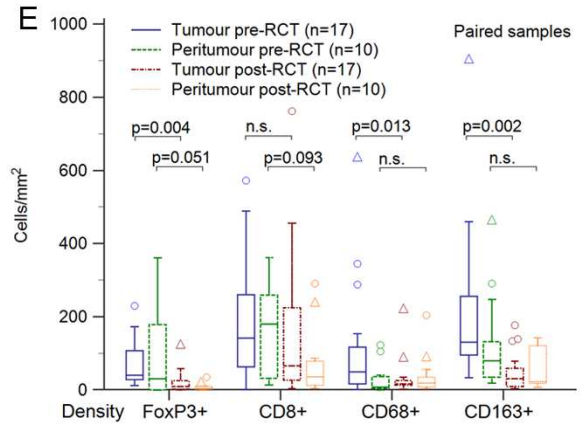 E
Tumour pre-RCT (n=17)
Peritumour pre-RCT (n=10)
Tumour post-RCT (n=17)
Peritumour post-RCT (n=10)
Paired samples
Cells/mm²
1000
800
600
400
200
0
p=0.004
n.s.
p=0.013
p=0.002
p=0.051
p=0.093
n.s.
n.s.
Density FoxP3+ CD8+ CD68+ CD163+